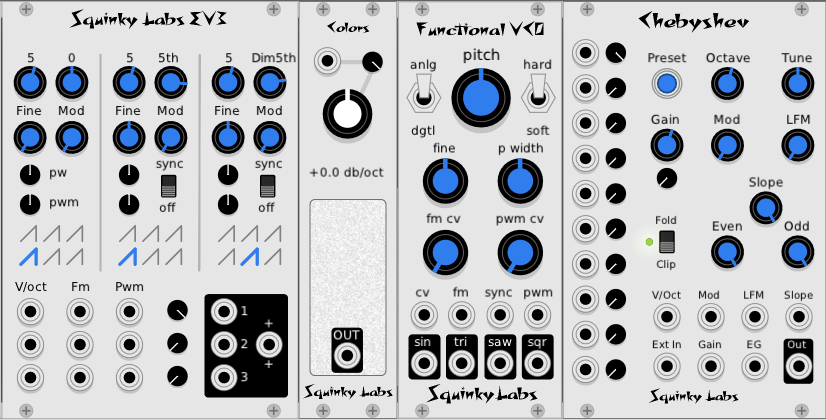 Squinky Labs EV3
5 0 5 5th 5 Dim5th
Fine Mod Fine Mod Fine Mod
pw sync sync
pwm off off
V/oct Fm Pwm
1
+
2
+
3
Colors
+0.0 db/oct
OUT
Squinky Labs
Functional VCO
pitch
anlg hard
dgtl soft
fine p width
fm cv pwm cv
cv fm sync pwm
sin tri saw sqr
Squinky Labs
Chebyshev
Preset Octave Tune
Gain Mod LFM
Slope
Fold
Even Odd
Clip
V/Oct Mod LFM Slope
Ext In Gain EG Out
Squinky Labs